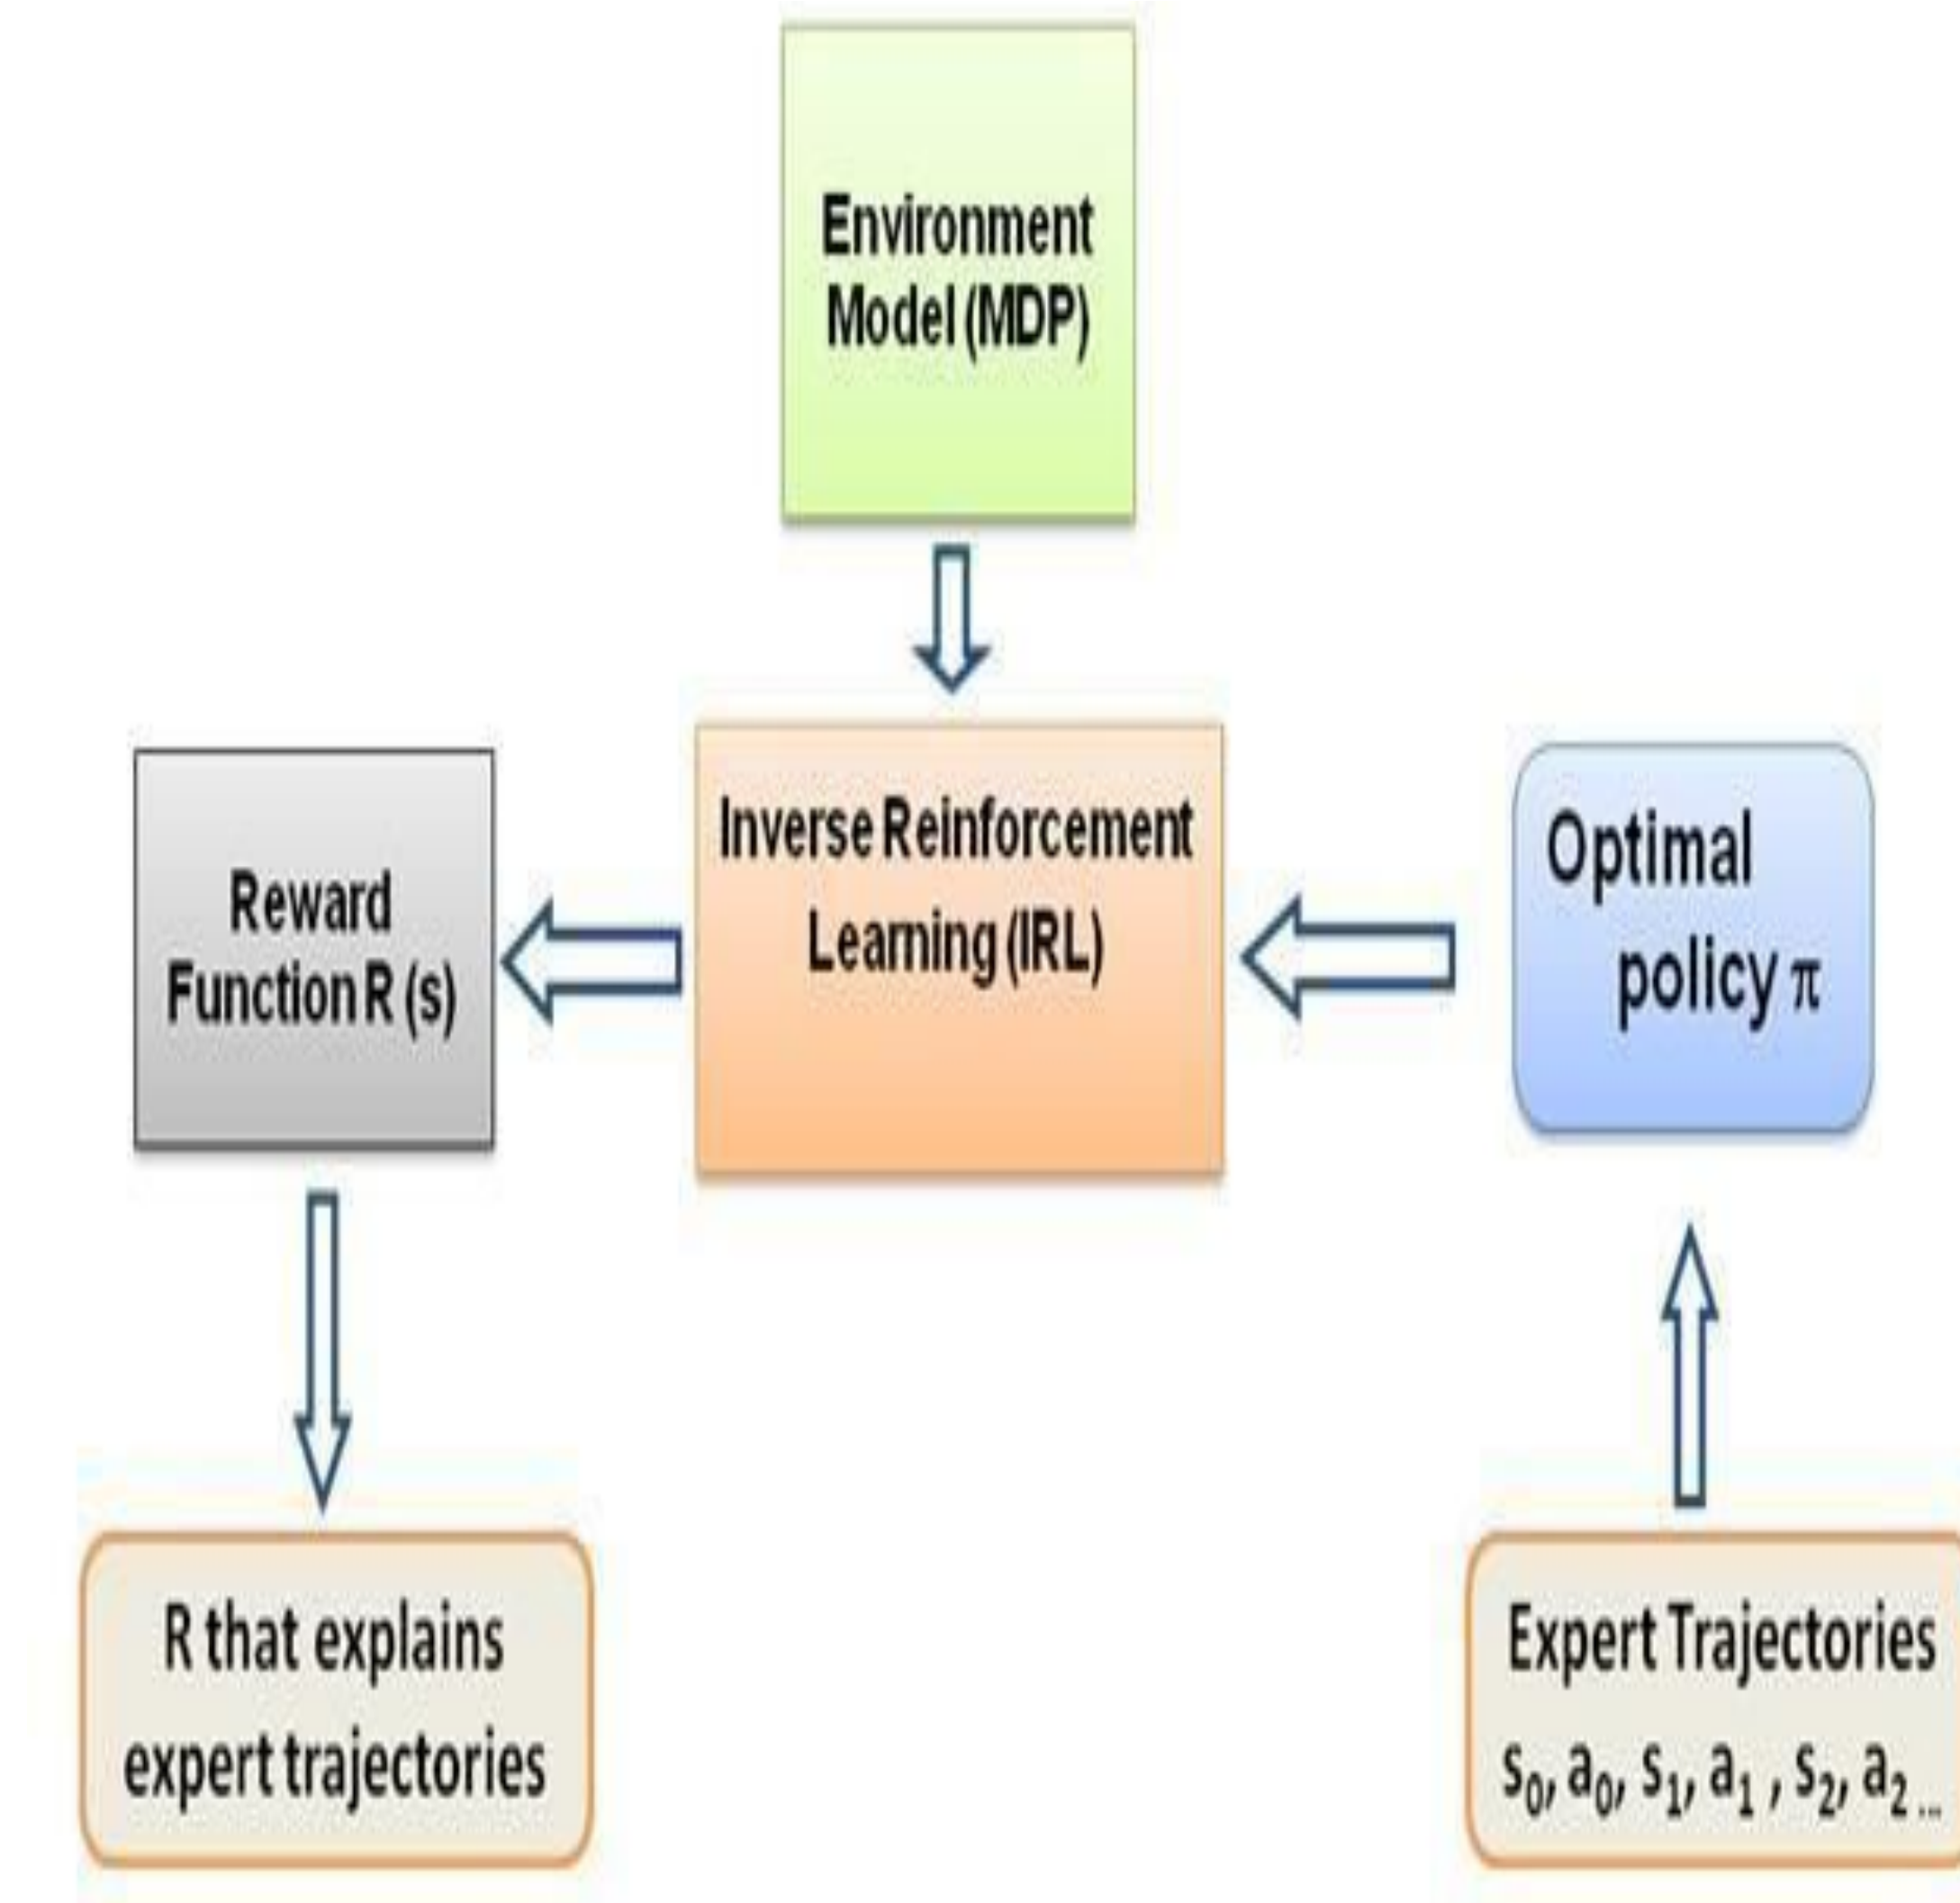 Environment
Model (MDP)
Inverse Reinforcement
Learning (IRL)
Reward
Function R (s)
Optimal
policy π
R that explains
expert trajectories
Expert Trajectories
s₀, a₀, s₁, a₁ , s₂, a₂ ...